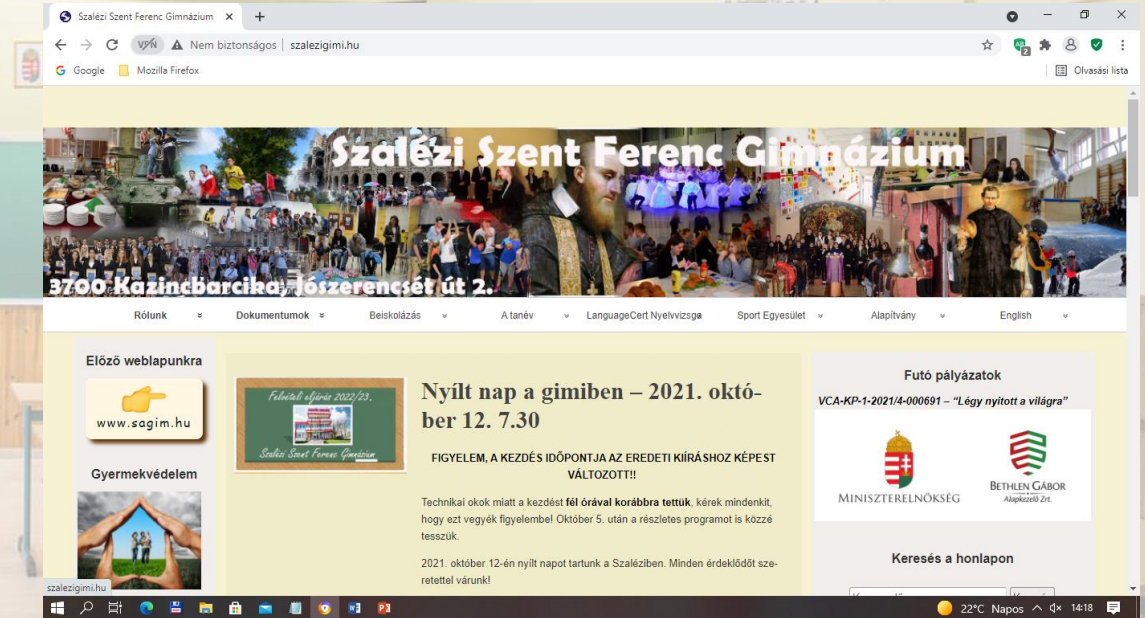 Szalézi Szent Ferenc Gimnázium
VPN Nem biztonságos | szalezigimi.hu
Google Mozilla Firefox Olvasási lista
Szalézi Szent Ferenc Gimnázium
3700 Kazincbarcika, Jószerencsét út 2.
Rólunk Dokumentumok Beiskolázás A tanév LanguageCert Nyelvvizsga Sport Egyesület Alapítvány English
Előző weblapunkra
www.sagim.hu
Gyermekvédelem
Felvételi eljárás 2022/23.
Szalézi Szent Ferenc Gimnázium
Nyílt nap a gimiben – 2021. októ-
ber 12. 7.30
FIGYELEM, A KEZDÉS IDŐPONTJA AZ EREDETI KIÍRÁSHOZ KÉPEST
VÁLTOZOTT!!
Technikai okok miatt a kezdést fél órával korábbra tettük, kérek mindenkit,
hogy ezt vegyék figyelembe! Október 5. után a részletes programot is közzé
tesszük.
2021. október 12-én nyílt napot tartunk a Szaléziben. Minden érdeklődőt sze-
retettel várunk!
Futó pályázatok
VCA-KP-1-2021/4-000691 – “Légy nyitott a világra”
MINISZTERELNÖKSÉG
BETHLEN GÁBOR
Alapkezelő Zrt.
Keresés a honlapon
szalezigimi.hu
22°C Napos 14:18